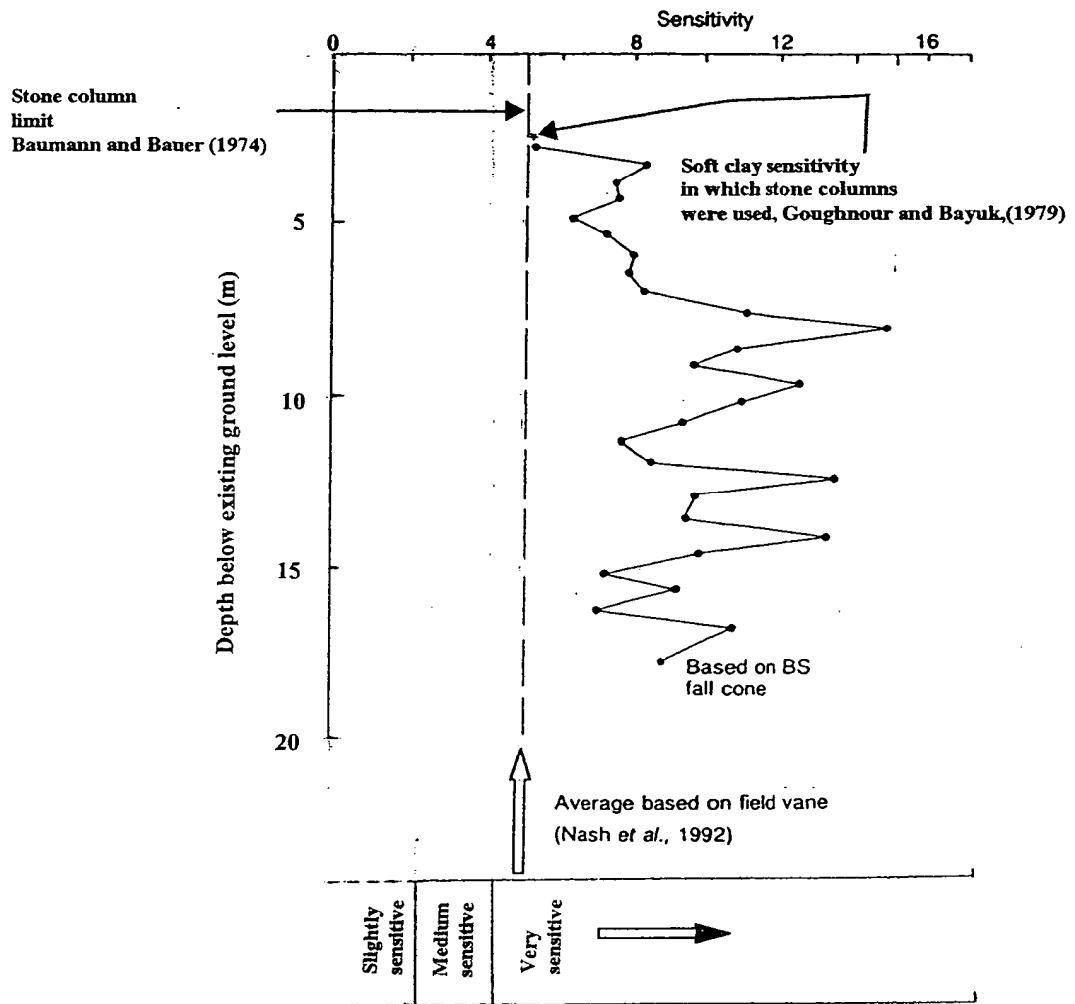 Sensitivity
0 4 8 12 16
Stone column
limit
Baumann and Bauer (1974)
Soft clay sensitivity
in which stone columns
were used, Goughnour and Bayuk,(1979)
5
10
15
20
Depth below existing ground level (m)
Based on BS
fall cone
Average based on field vane
(Nash et al., 1992)
Slightly
sensitive
Medium
sensitive
Very
sensitive